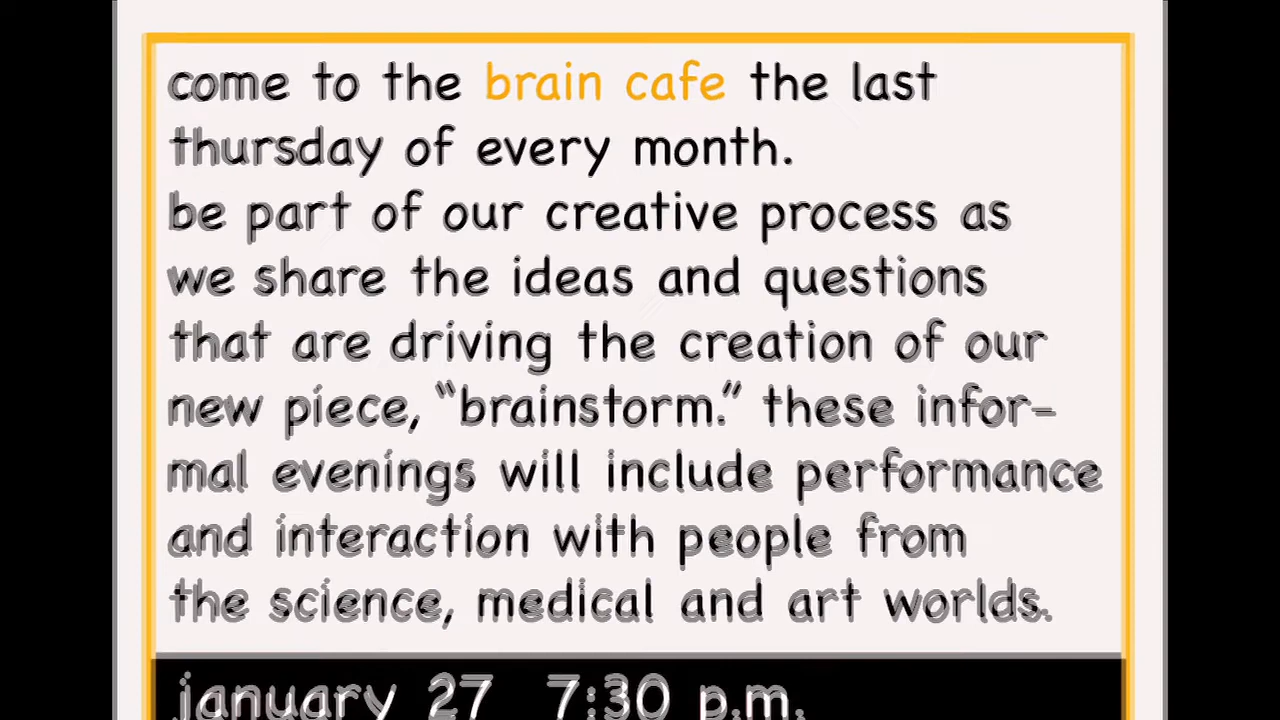 come to the brain cafe the last
thursday of every month.
be part of our creative process as
we share the ideas and questions
that are driving the creation of our
new piece, “brainstorm.” these infor-
mal evenings will include performance
and interaction with people from
the science, medical and art worlds.
january 27 7:30 p.m.